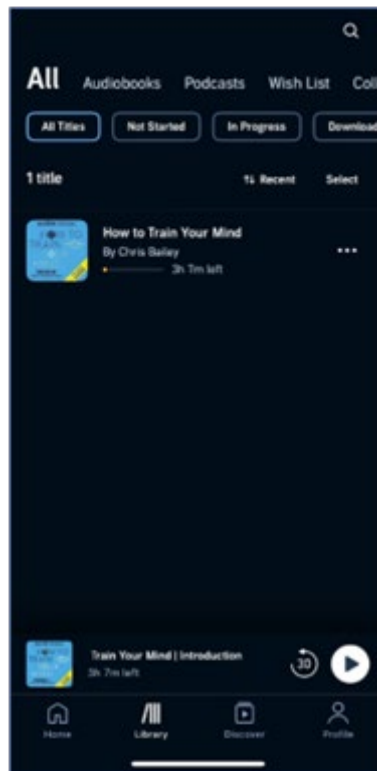 All Audiobooks Podcasts Wish List Coll
All Titles Not Started In Progress Download
1 title Recent Select
How to Train Your Mind
By Chris Bailey
3h 7m left
Train Your Mind | Introduction
3h 7m left
30
Home Library Discover Profile